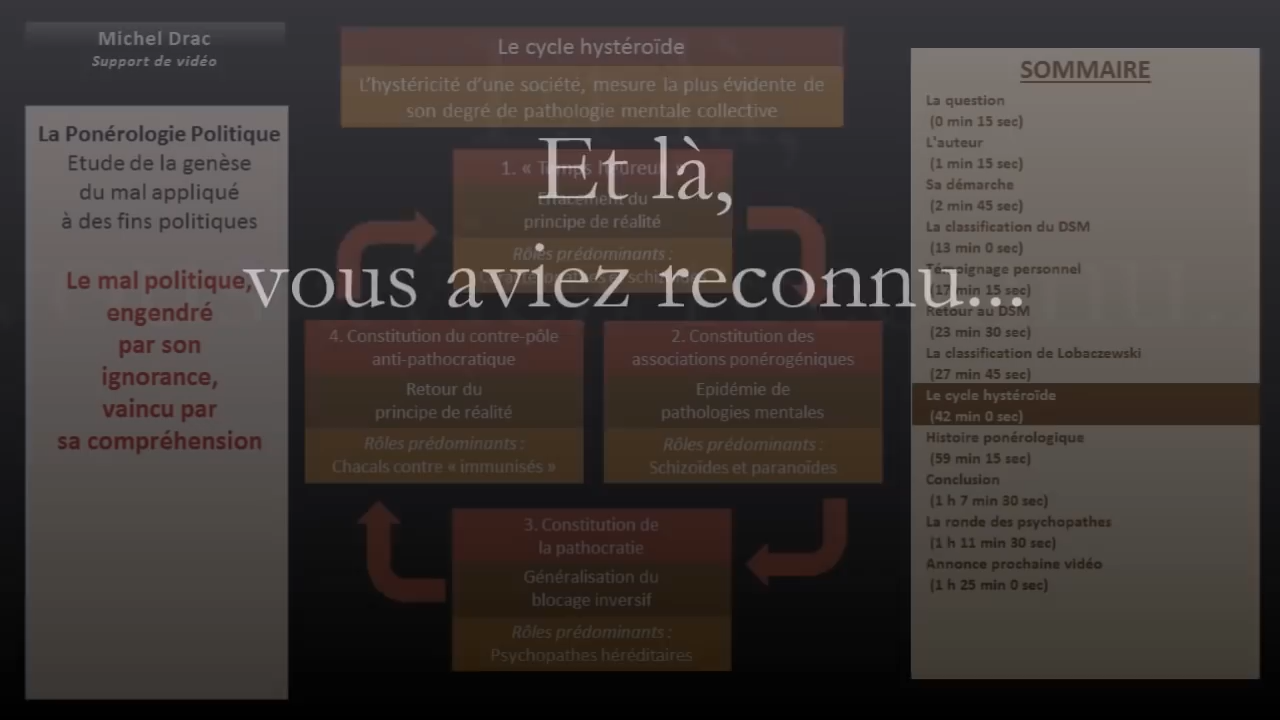 Michel Drac
Support de vidéo
La Ponérologie Politique
Etude de la genèse
du mal appliqué
à des fins politiques
Le mal politique,
engendré
par son
ignorance,
vaincu par
sa compréhension
Le cycle hystéroïde
L'hystéricité d'une société, mesure la plus évidente de
son degré de pathologie mentale collective
Et là,
vous aviez reconnu...
1. « Temps heureux »
Effacement du
principe de réalité
Rôles prédominants :
4. Constitution du contre-pôle
anti-pathocratique
Retour du
principe de réalité
Rôles prédominants :
Chacals contre « immunisés »
2. Constitution des
associations ponérogéniques
Epidémie de
pathologies mentales
Rôles prédominants :
Schizoïdes et paranoïdes
3. Constitution de
la pathocratie
Généralisation du
blocage inversif
Rôles prédominants :
Psychopathes héréditaires
SOMMAIRE
La question
(0 min 15 sec)
L'auteur
(1 min 15 sec)
Sa démarche
(2 min 45 sec)
La classification du DSM
(13 min 0 sec)
Témoignage personnel
(17 min 15 sec)
Retour au DSM
(23 min 30 sec)
La classification de Lobaczewski
(27 min 45 sec)
Le cycle hystéroïde
(42 min 0 sec)
Histoire ponérologique
(59 min 15 sec)
Conclusion
(1 h 7 min 30 sec)
La ronde des psychopathes
(1 h 11 min 30 sec)
Annonce prochaine vidéo
(1 h 25 min 0 sec)